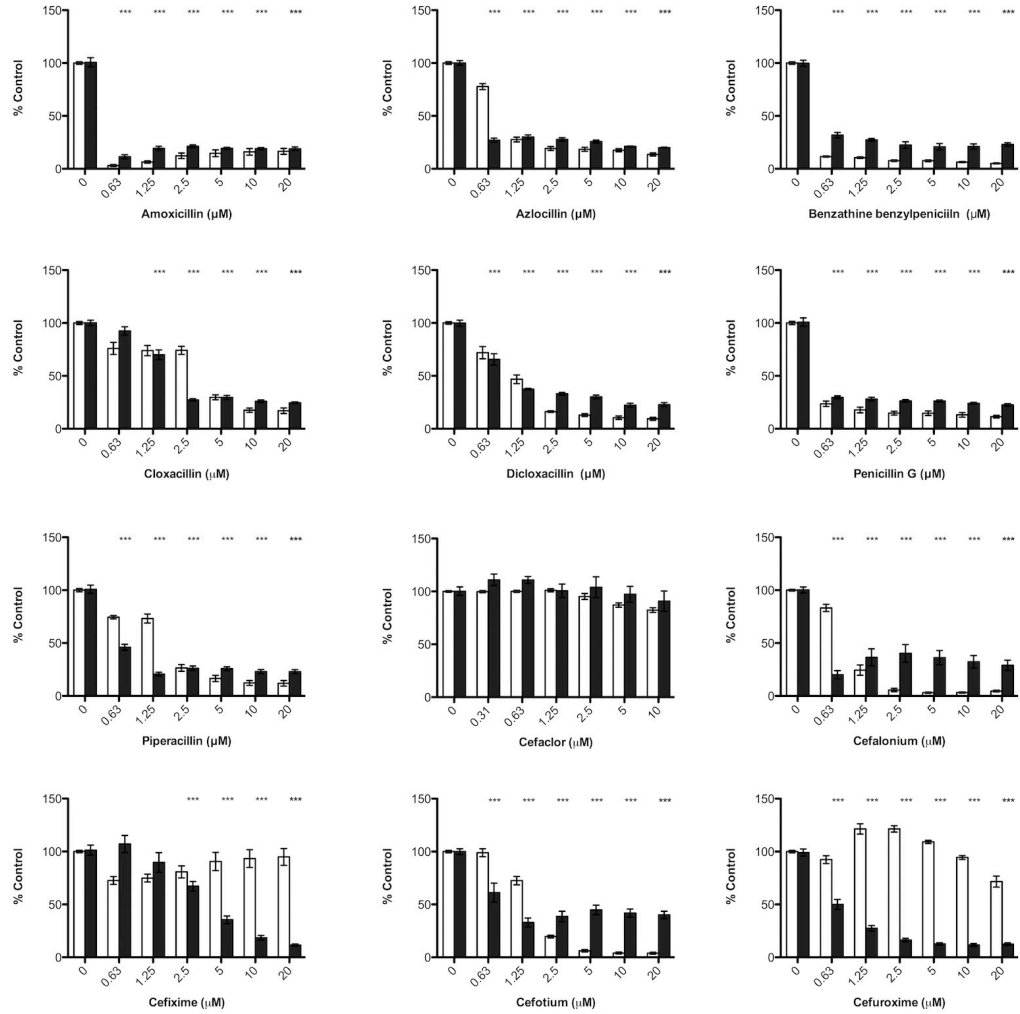 *** *** *** *** *** ***
*** *** *** *** *** ***
*** *** *** *** *** ***
150 100 50 0
% Control
0 0.63 1.25 2.5 5 10 20
Amoxicillin (µM)
150 100 50 0
% Control
0 0.63 1.25 2.5 5 10 20
Azlocillin (µM)
150 100 50 0
% Control
0 0.63 1.25 2.5 5 10 20
Benzathine benzylpeniciiln (µM)
*** *** *** *** ***
*** *** *** *** *** ***
*** *** *** *** *** ***
150 100 50 0
% Control
0 0.63 1.25 2.5 5 10 20
Cloxacillin (µM)
150 100 50 0
% Control
0 0.63 1.25 2.5 5 10 20
Dicloxacillin (µM)
150 100 50 0
% Control
0 0.63 1.25 2.5 5 10 20
Penicillin G (µM)
*** *** *** *** *** ***
*** *** *** *** *** ***
150 100 50 0
% Control
0 0.63 1.25 2.5 5 10 20
Piperacillin (µM)
150 100 50 0
% Control
0 0.31 0.63 1.25 2.5 5 10
Cefaclor (µM)
150 100 50 0
% Control
0 0.63 1.25 2.5 5 10 20
Cefalonium (µM)
*** *** *** ***
*** *** *** *** *** ***
*** *** *** *** *** ***
150 100 50 0
% Control
0 0.63 1.25 2.5 5 10 20
Cefixime (µM)
150 100 50 0
% Control
0 0.63 1.25 2.5 5 10 20
Cefotium (µM)
150 100 50 0
% Control
0 0.63 1.25 2.5 5 10 20
Cefuroxime (µM)